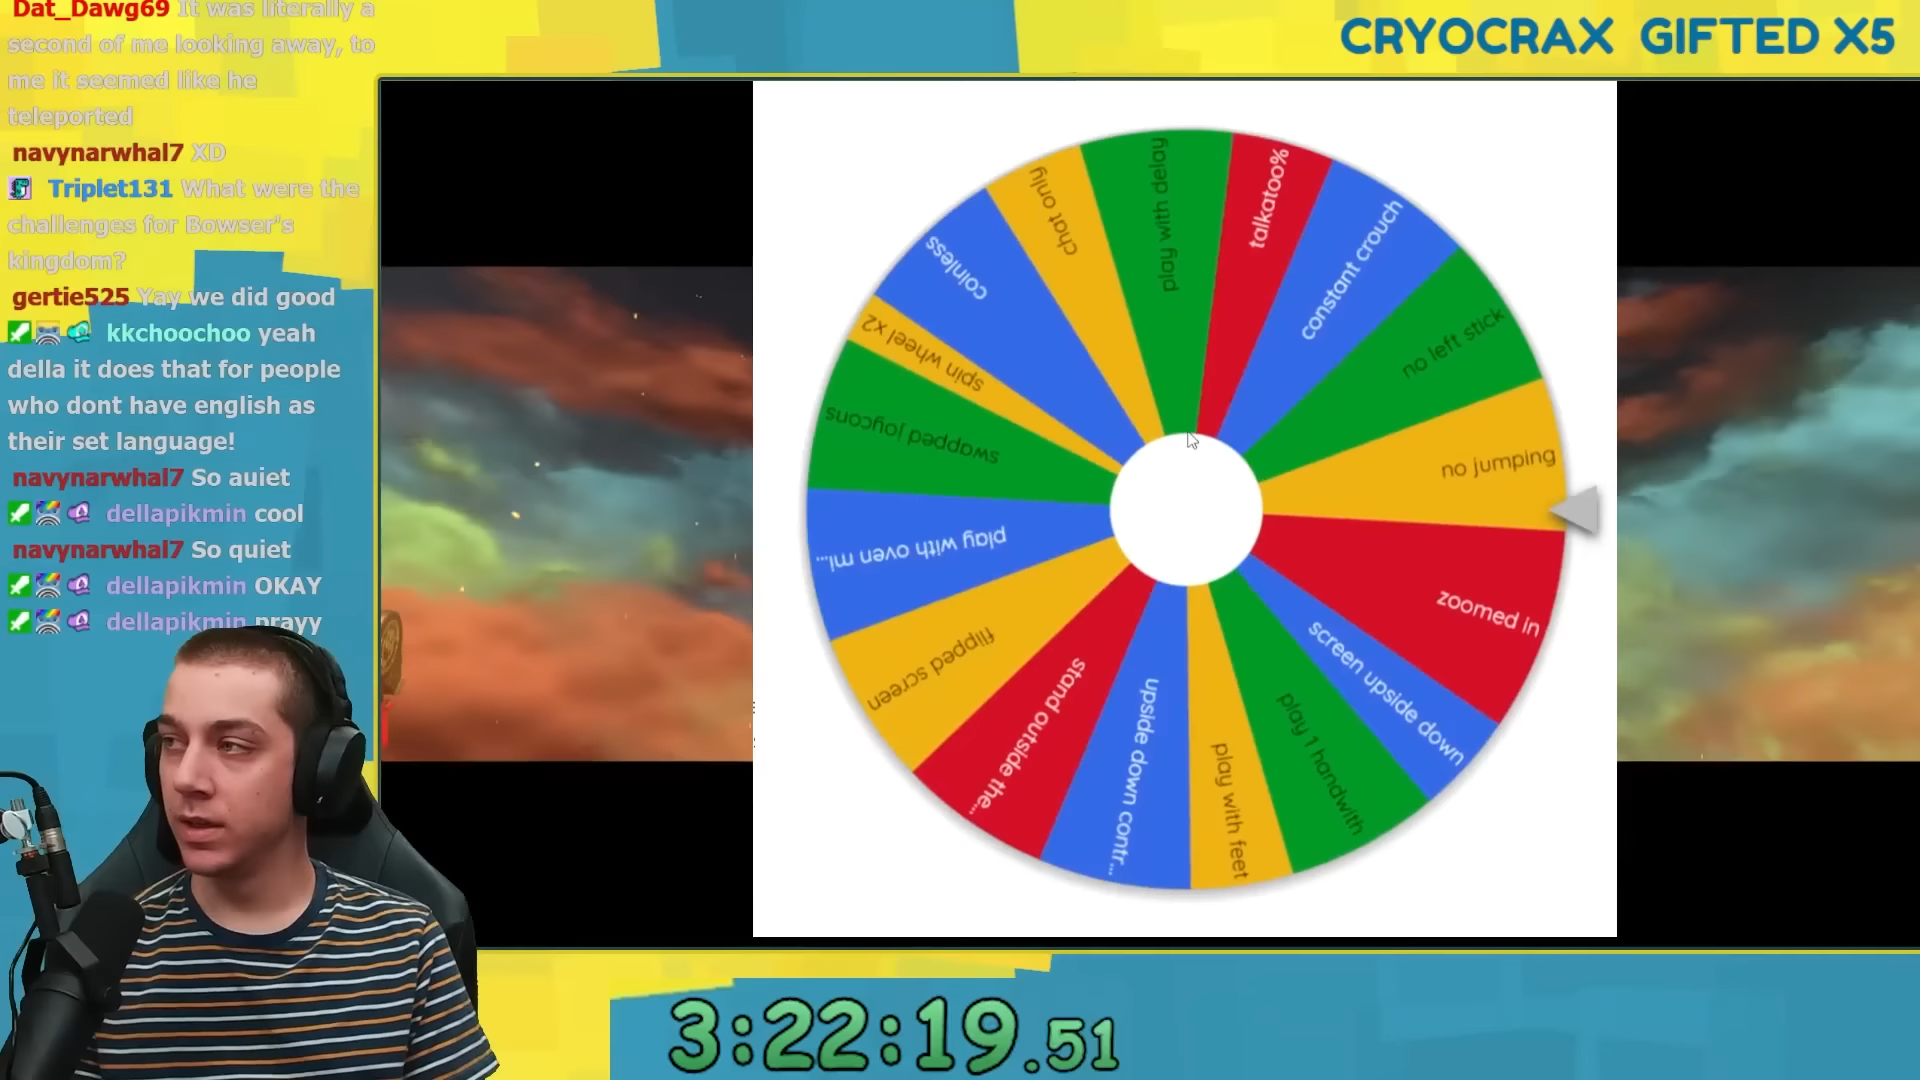 Dat_Dawg69 It was literally a
second of me looking away, to
me it seemed like he
teleported
navynarwhal7 XD
Triplet131 What were the
challenges for Bowser's
kingdom?
gertie525 Yay we did good
kkchoochoo yeah
della it does that for people
who dont have english as
their set language!
navynarwhal7 So auiet
dellapikmin cool
navynarwhal7 So quiet
dellapikmin OKAY
dellapikmin prayy
CRYOCRAX GIFTED X5
play with delay
talkatoo%
constant crouch
no left stick
no jumping
zoomed in
screen upside down
play 1 handwith
play with feet
upside down contr...
stand outside the...
flipped screen
play with oven mi...
swapped joycons
spin wheel x2
coinless
chat only
3:22:19.51